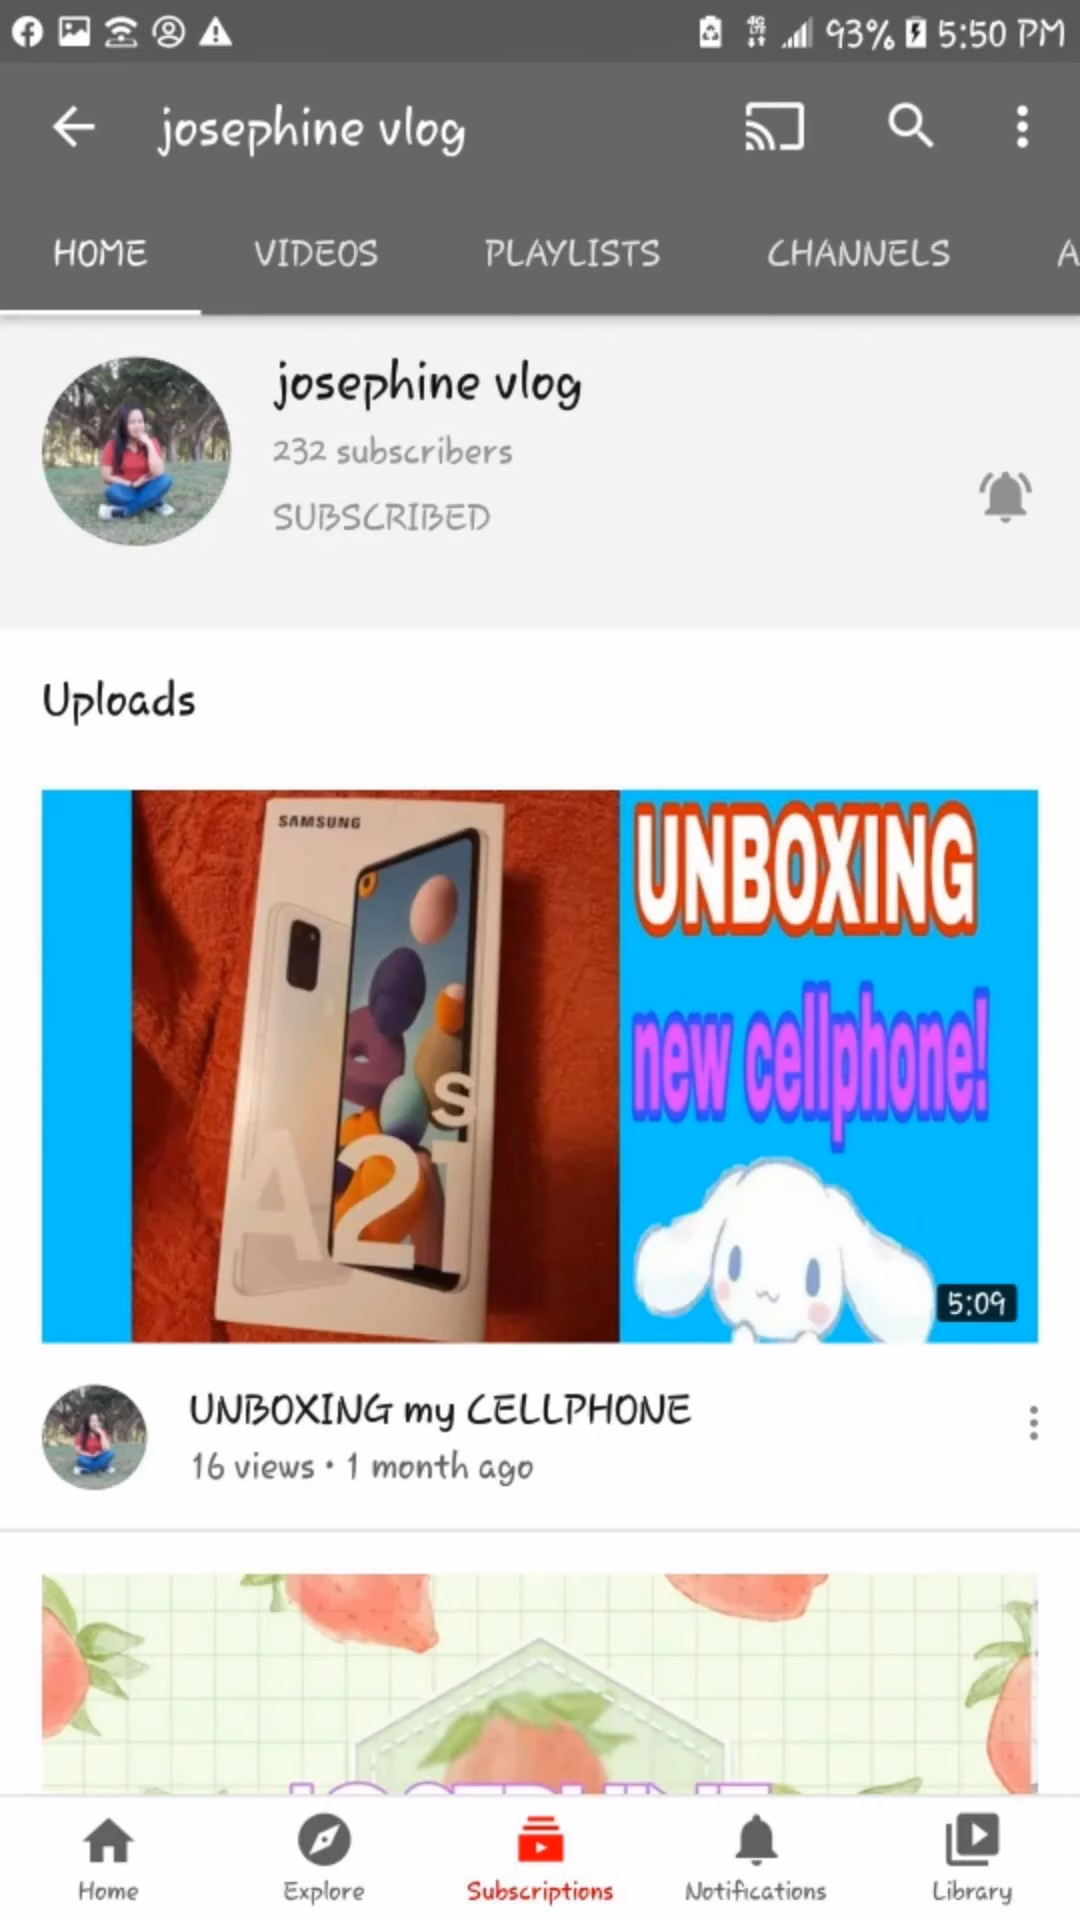 93% 5:50 PM
josephine vlog
HOME VIDEOS PLAYLISTS CHANNELS A
josephine vlog
232 subscribers
SUBSCRIBED
Uploads
SAMSUNG
s
A21
UNBOXING
new cellphone!
5:09
UNBOXING my CELLPHONE
16 views • 1 month ago
Home Explore Subscriptions Notifications Library